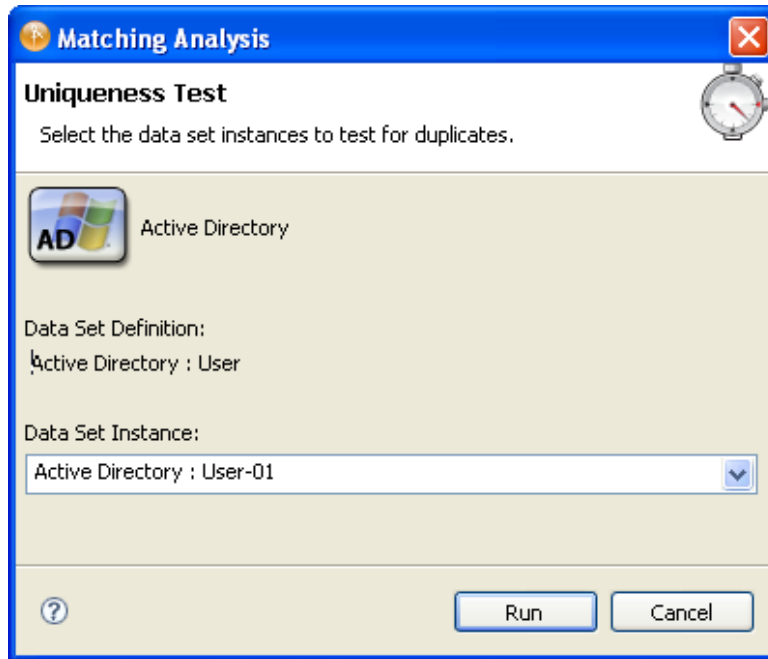 Matching Analysis
Uniqueness Test
Select the data set instances to test for duplicates.
AD
Active Directory
Data Set Definition:
Active Directory : User
Data Set Instance:
Active Directory : User-01
?
Run
Cancel